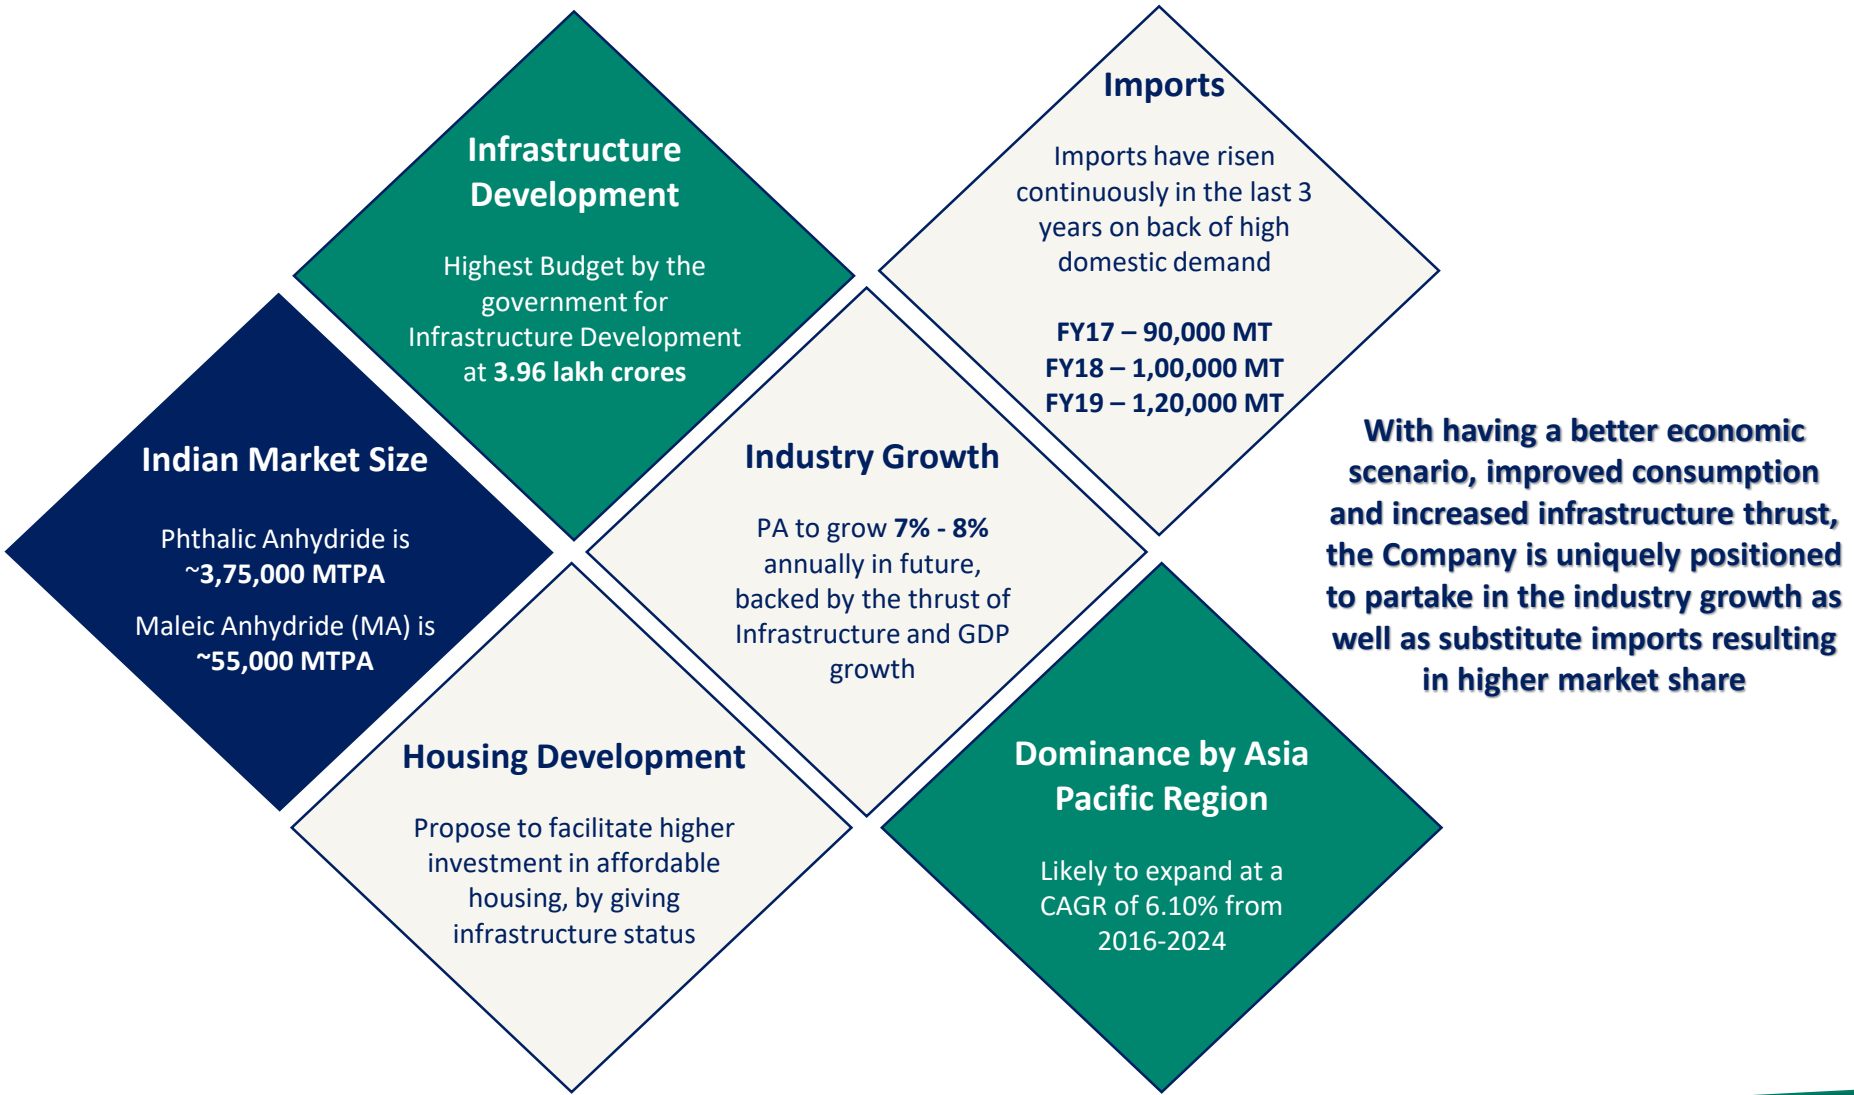 Infrastructure
Development
Highest Budget by the
government for
Infrastructure Development
at 3.96 lakh crores
Imports
Imports have risen
continuously in the last 3
years on back of high
domestic demand
FY17 – 90,000 MT
FY18 – 1,00,000 MT
FY19 – 1,20,000 MT
Indian Market Size
Phthalic Anhydride is
~3,75,000 MTPA
Maleic Anhydride (MA) is
~55,000 MTPA
Industry Growth
PA to grow 7% - 8%
annually in future,
backed by the thrust of
Infrastructure and GDP
growth
With having a better economic
scenario, improved consumption
and increased infrastructure thrust,
the Company is uniquely positioned
to partake in the industry growth as
well as substitute imports resulting
in higher market share
Housing Development
Propose to facilitate higher
investment in affordable
housing, by giving
infrastructure status
Dominance by Asia
Pacific Region
Likely to expand at a
CAGR of 6.10% from
2016-2024